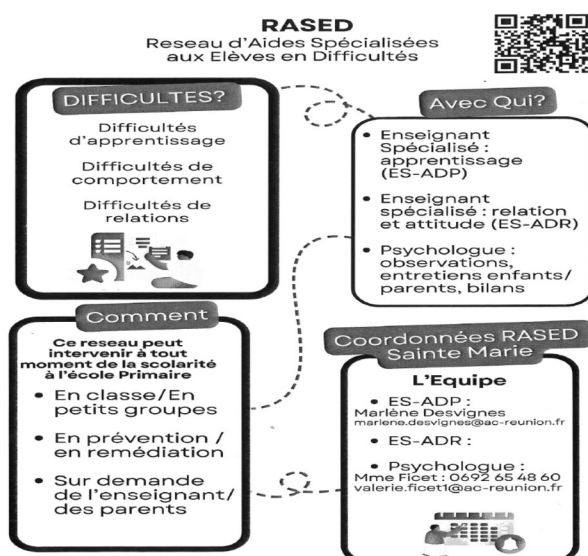 RASED
Reseau d'Aides Spécialisées
aux Elèves en Difficultés
DIFFICULTES?
Difficultés
d'apprentissage
Difficultés de
comportement
Difficultés de
relations
Avec Qui?
• Enseignant
Spécialisé :
apprentissage
(ES-ADP)
• Enseignant
spécialisé : relation
et attitude (ES-ADR)
• Psychologue :
observations,
entretiens enfants/
parents, bilans
Comment
Ce reseau peut
intervenir à tout
moment de la scolarité
à l'école Primaire
• En classe/En
petits groupes
• En prévention /
en remédiation
• Sur demande
de l'enseignant/
des parents
Coordonnées RASED
Sainte Marie
L'Equipe
• ES-ADP :
Marlène Desvignes
marlene.desvignes@ac-reunion.fr
• ES-ADR :
• Psychologue :
Mme Ficet : 0692 65 48 60
valerie.ficet1@ac-reunion.fr